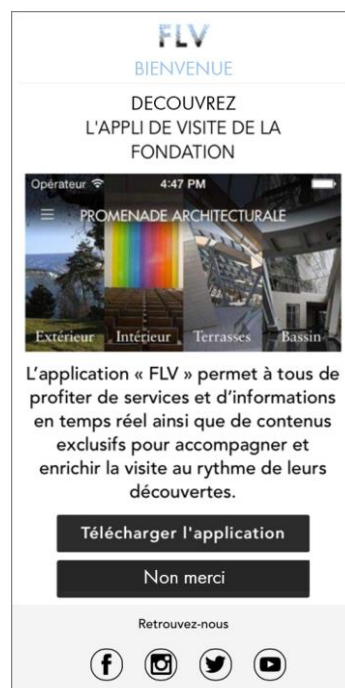 FLV
BIENVENUE
DECOUVREZ
L'APPLI DE VISITE DE LA
FONDATION
Opérateur 4:47 PM
PROMENADE ARCHITECTURALE
Extérieur Intérieur Terrasses Bassin
L’application « FLV » permet à tous de
profiter de services et d’informations
en temps réel ainsi que de contenus
exclusifs pour accompagner et
enrichir la visite au rythme de leurs
découvertes.
Télécharger l'application
Non merci
Retrouvez-nous